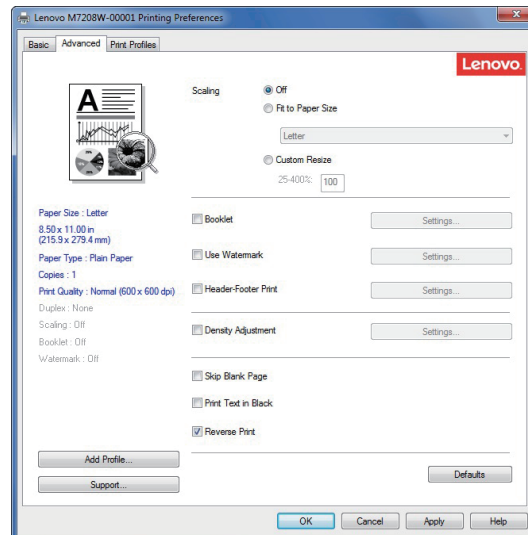 Lenovo M7208W-00001 Printing Preferences
Basic
Advanced
Print Profiles
Lenovo.
A
Scaling
Off
Fit to Paper Size
Letter
Custom Resize
25-400%: 100
Paper Size : Letter
8.50 x 11.00 in
(215.9 x 279.4 mm)
Paper Type : Plain Paper
Copies : 1
Print Quality : Normal (600 x 600 dpi)
Duplex : None
Scaling : Off
Booklet : Off
Watermark : Off
Booklet
Settings...
Use Watermark
Settings...
Header-Footer Print
Settings...
Density Adjustment
Settings...
Skip Blank Page
Print Text in Black
Reverse Print
Add Profile...
Support...
Defaults
OK
Cancel
Apply
Help